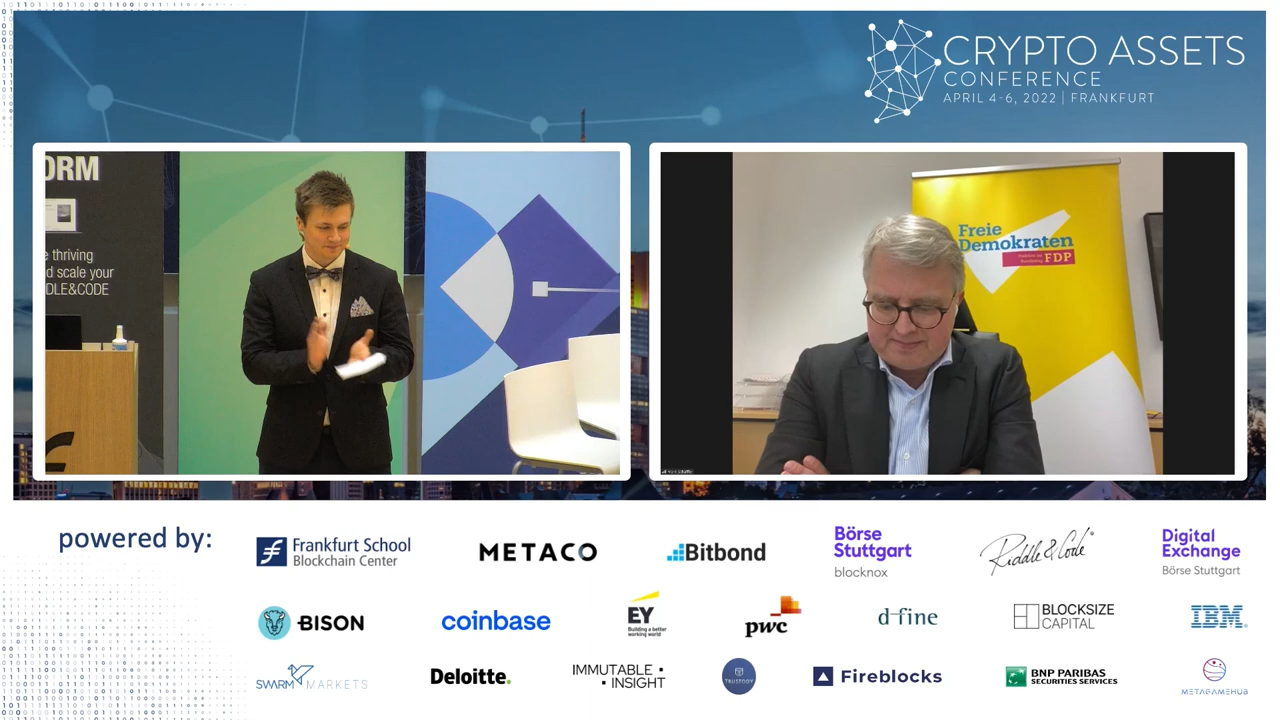 CRYPTO ASSETS
CONFERENCE
APRIL 4-6, 2022 | FRANKFURT
ORM
e thriving
d scale your
DLE&CODE
Freie
Demokraten
FDP
powered by:
Frankfurt School
Blockchain Center
METACO
Bitbond
Börse
Stuttgart
blocknox
Riddle & Code
Digital
Exchange
Börse Stuttgart
BISON
coinbase
EY
Building a better
working world
pwc
d-fine
BLOCKSIZE
CAPITAL
IBM
SWARM MARKETS
Deloitte.
IMMUTABLE
INSIGHT
TRUSTODY
Fireblocks
BNP PARIBAS
SECURITIES SERVICES
METAGAMEHUB